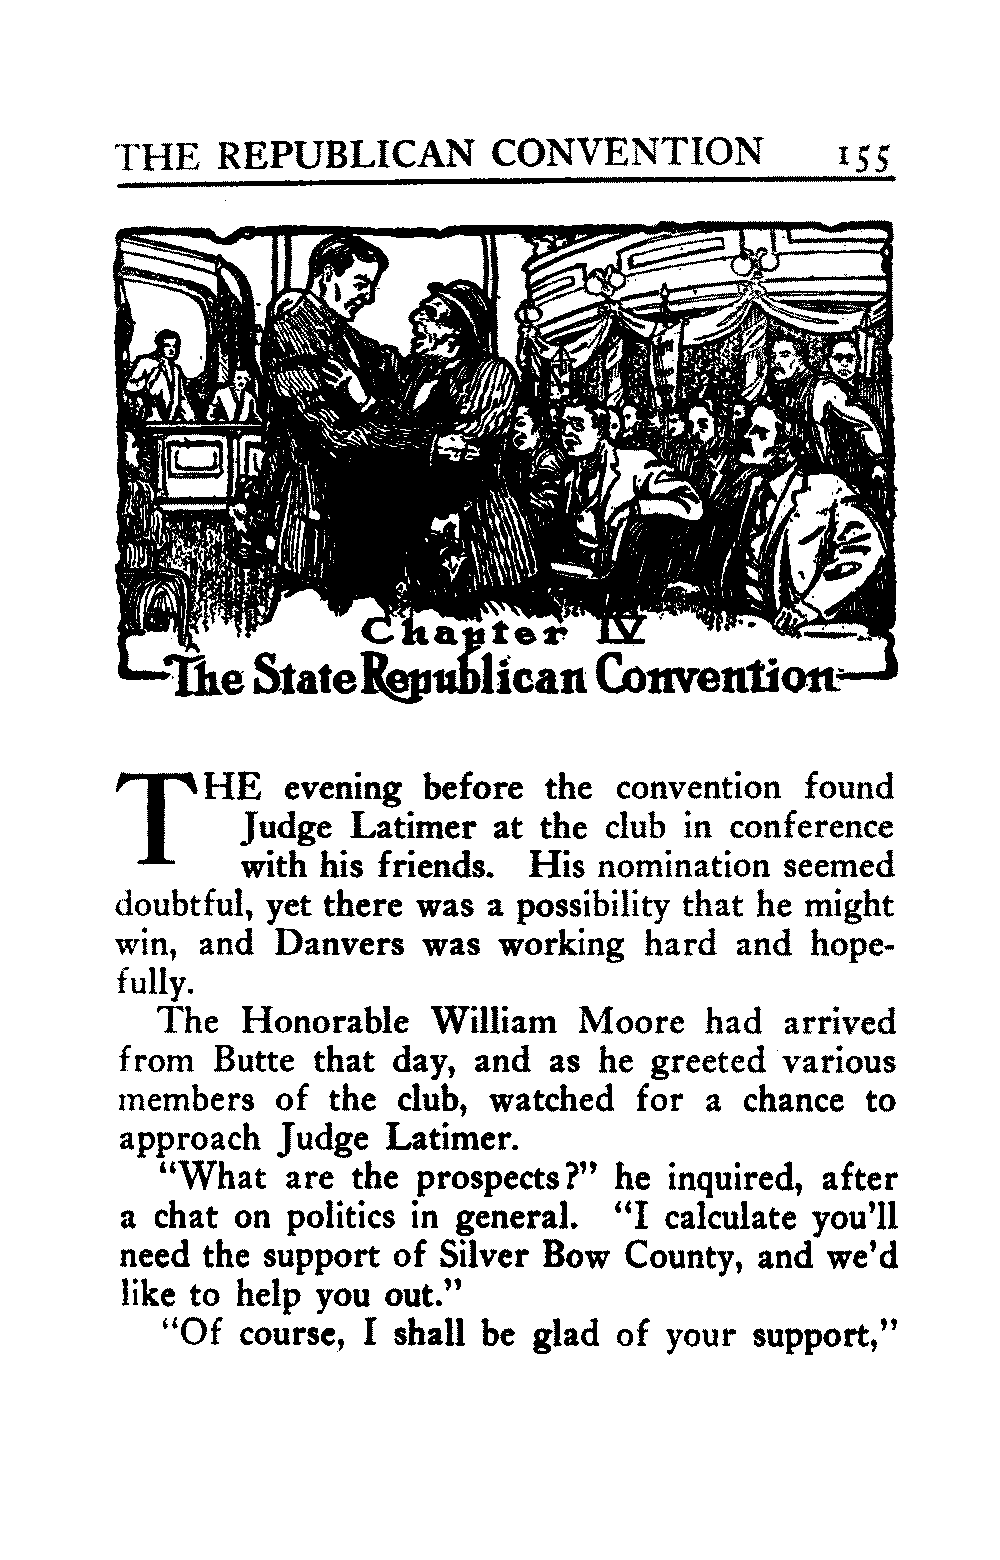 THE REPUBLICAN CONVENTION 155
Chapter IV
The State Republican Convention
THE evening before the convention found
Judge Latimer at the club in conference
with his friends. His nomination seemed
doubtful, yet there was a possibility that he might
win, and Danvers was working hard and hope-
fully.
The Honorable William Moore had arrived
from Butte that day, and as he greeted various
members of the club, watched for a chance to
approach Judge Latimer.
“What are the prospects?” he inquired, after
a chat on politics in general. “I calculate you’ll
need the support of Silver Bow County, and we’d
like to help you out.”
“Of course, I shall be glad of your support,”